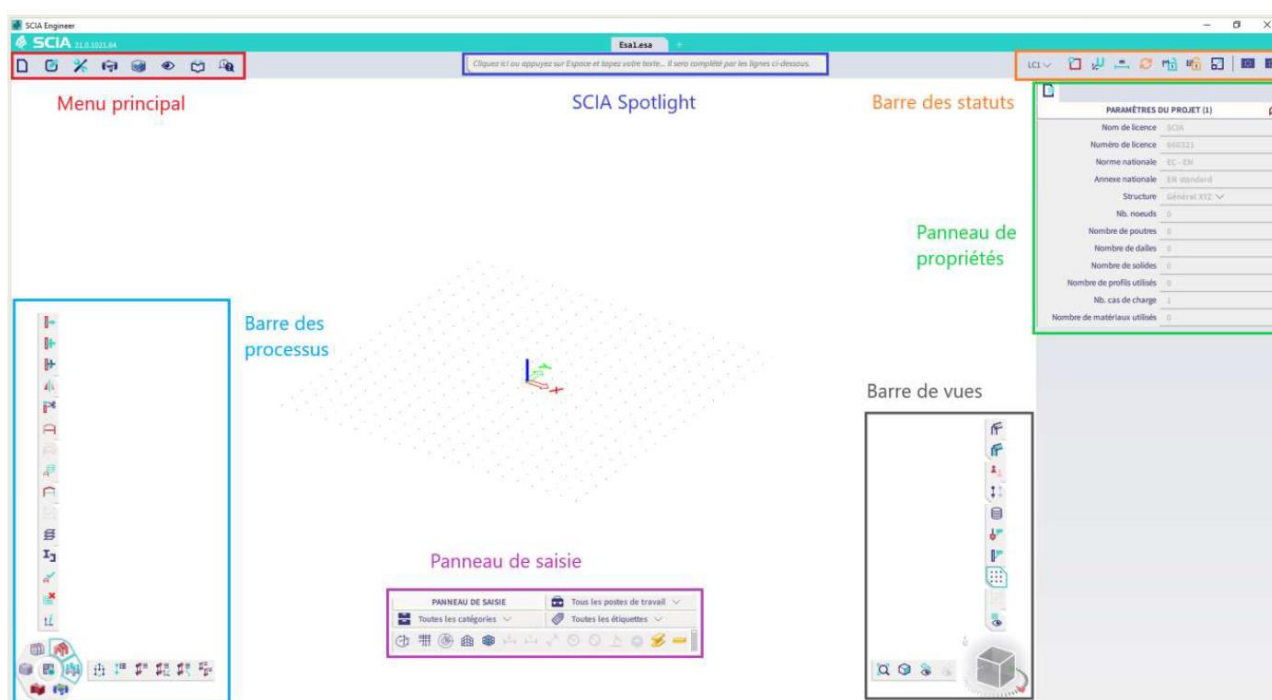 SCIA Engineer
SCiA 21.0.1021.64
Esa1.esa +
Cliquez ici ou appuyez sur Espace et tapez votre texte... Il sera complété par les lignes ci-dessous.
LC1
Menu principal
SCIA Spotlight
Barre des statuts
PARAMÈTRES DU PROJET (1)
Nom de licence SCIA
Numéro de licence 660321
Norme nationale EC - EN
Annexe nationale EN standard
Structure Général XYZ
Nb. noeuds 0
Nombre de poutres 0
Nombre de dalles 0
Nombre de solides 0
Nombre de profils utilisés 0
Nb. cas de charge 1
Nombre de matériaux utilisés 0
Panneau de
propriétés
Barre des
processus
X
Barre de vues
Panneau de saisie
PANNEAU DE SAISIE
Tous les postes de travail
Toutes les catégories
Toutes les étiquettes